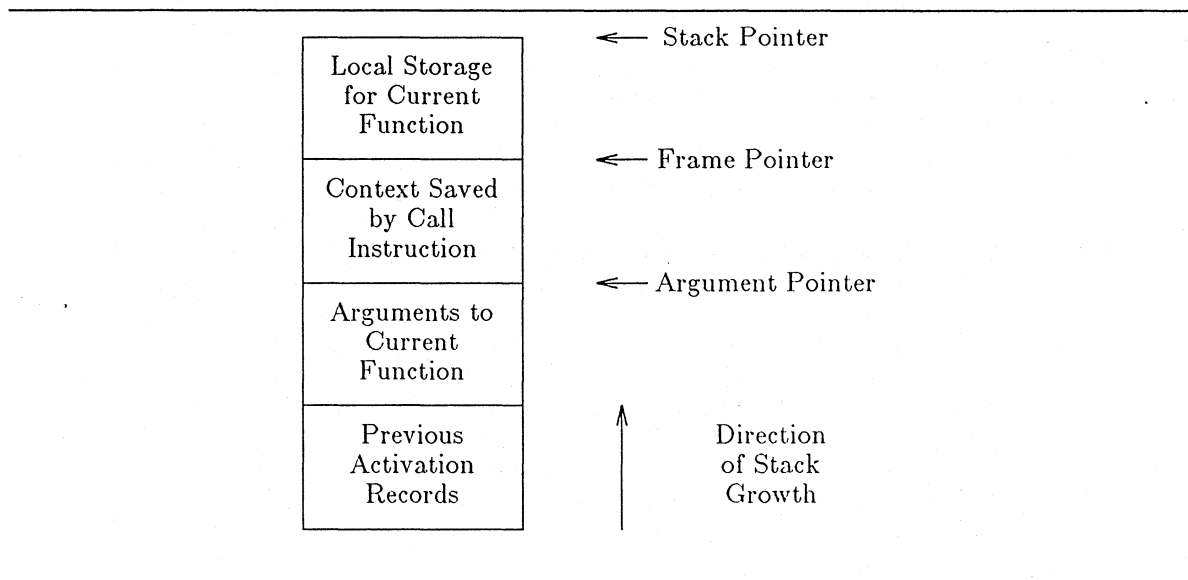 Stack Pointer
Local Storage
for Current
Function
Frame Pointer
Context Saved
by Call
Instruction
Argument Pointer
Arguments to
Current
Function
Previous
Activation
Records
Direction
of Stack
Growth